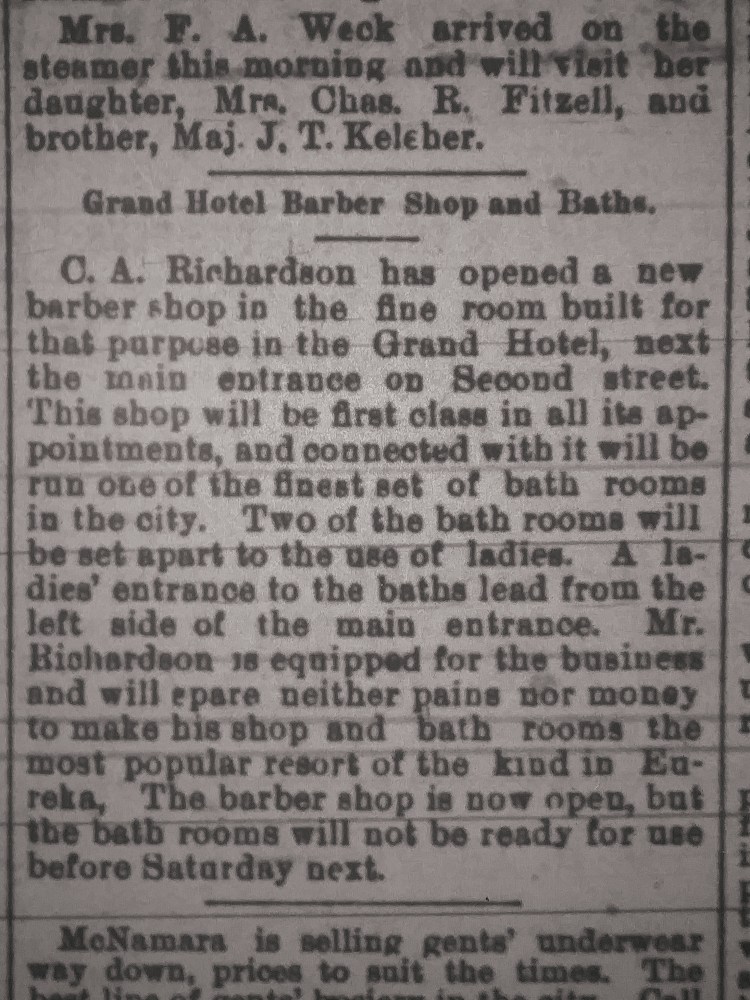 Mrs. F. A. Weck arrived on the
steamer this morning and will visit her
daughter, Mrs. Chas. R. Fitzell, and
brother, Maj. J. T. Keleher.
Grand Hotel Barber Shop and Baths.
C. A. Richardson has opened a new
barber shop in the fine room built for
that purpose in the Grand Hotel, next
the main entrance on Second street.
This shop will be first class in all its ap-
pointments, and connected with it will be
run one of the finest set of bath rooms
in the city. Two of the bath rooms will
be set apart to the use of ladies. A la-
dies' entrance to the baths lead from the
left side of the main entrance. Mr.
Richardson is equipped for the business
and will spare neither pains nor money
to make his shop and bath rooms the
most popular resort of the kind in Eu-
reka, The barber shop is now open, but
the bath rooms will not be ready for use
before Saturday next.
McNamara is selling gents' underwear
way down, prices to suit the times. The
best line of gents' hosiery in the city. Call